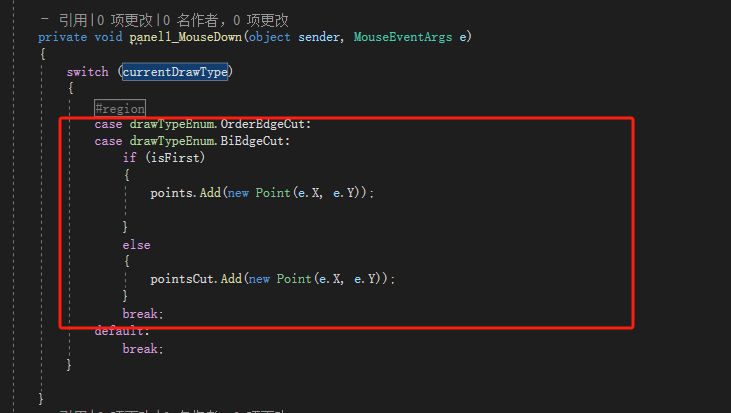 - 引用|0 项更改|0 名作者，0 项更改
private void panel1_MouseDown(object sender, MouseEventArgs e)
{
switch (currentDrawType)
{
#region
case drawTypeEnum.OrderEdgeCut:
case drawTypeEnum.BiEdgeCut:
if (isFirst)
{
points.Add(new Point(e.X, e.Y));
}
else
{
pointsCut.Add(new Point(e.X, e.Y));
}
break;
default:
break;
}
}